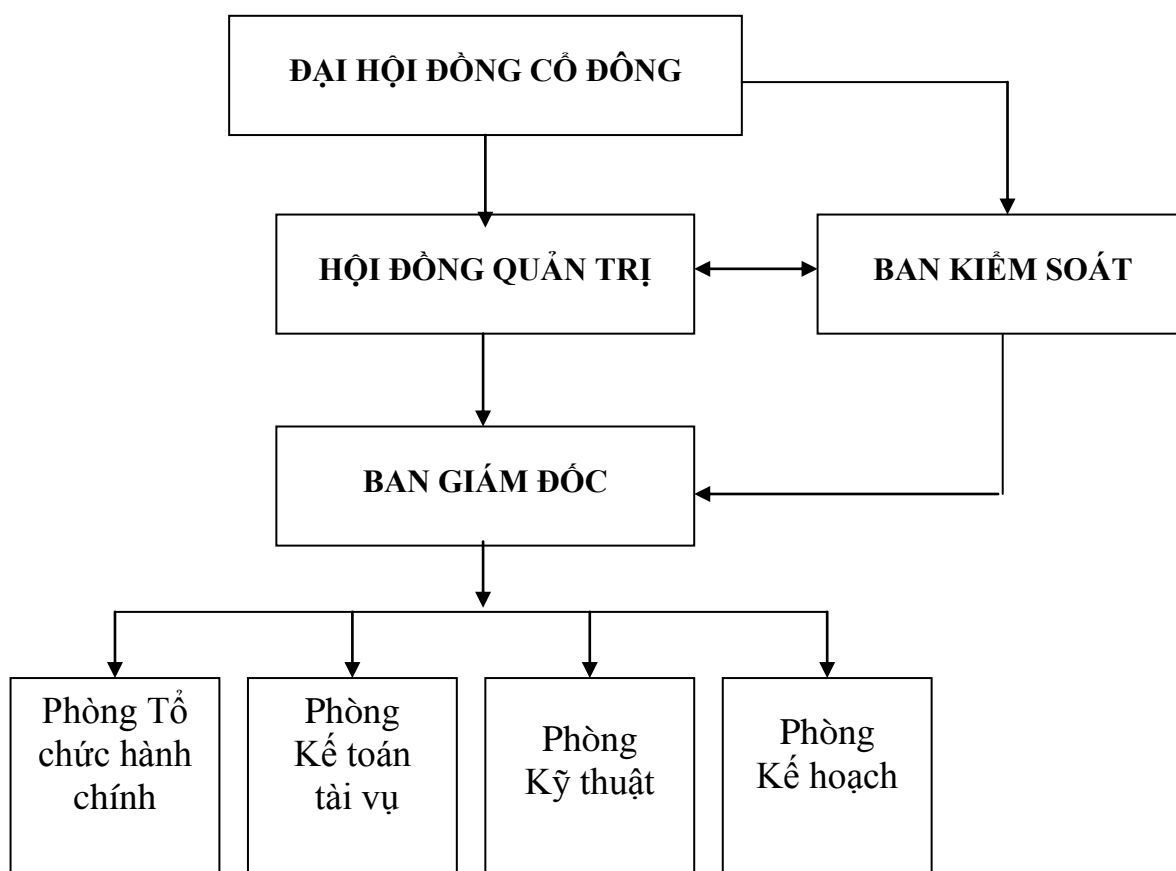 ĐẠI HỘI ĐỒNG CỔ ĐÔNG
HỘI ĐỒNG QUẢN TRỊ
BAN KIỂM SOÁT
BAN GIÁM ĐỐC
Phòng Tổ
chức hành
chính
Phòng
Kế toán
tài vụ
Phòng
Kỹ thuật
Phòng
Kế hoạch